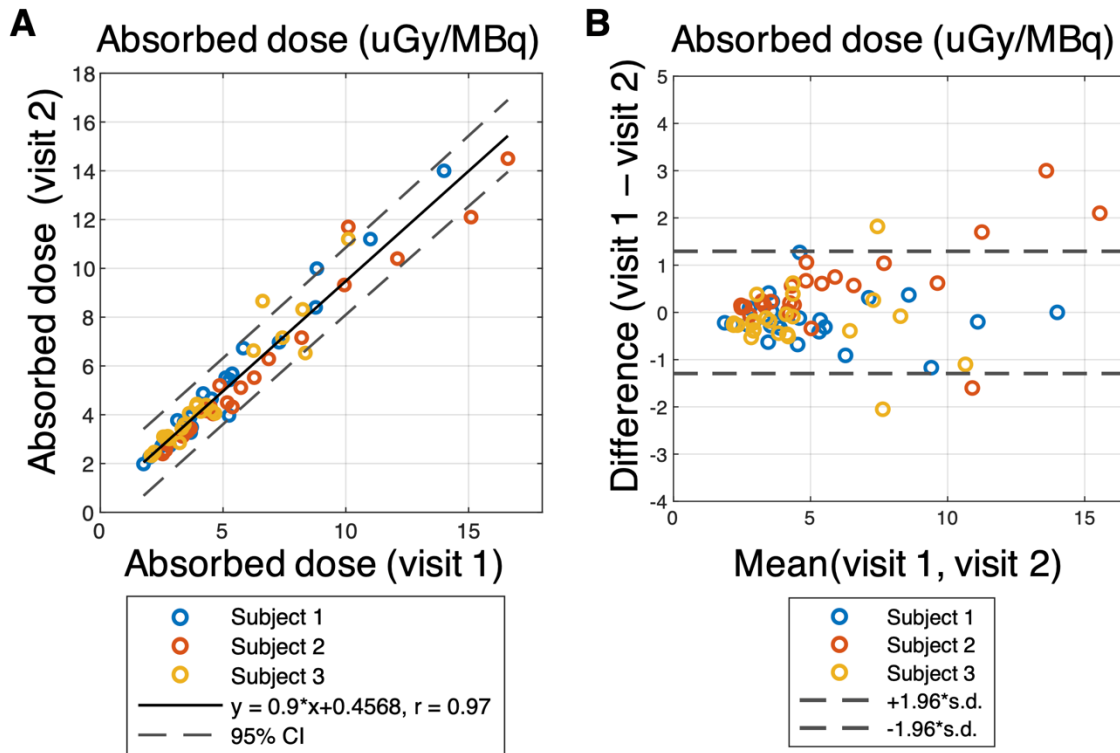 A
Absorbed dose (uGy/MBq)
18
16
14
12
10
8
6
4
2
0
0
5
10
15
Absorbed dose (visit 2)
Absorbed dose (visit 1)
Subject 1
Subject 2
Subject 3
y = 0.9*x+0.4568, r = 0.97
95% CI
B
Absorbed dose (uGy/MBq)
5
4
3
2
1
0
-1
-2
-3
-4
0
5
10
15
Difference (visit 1 – visit 2)
Mean(visit 1, visit 2)
Subject 1
Subject 2
Subject 3
+1.96*s.d.
-1.96*s.d.